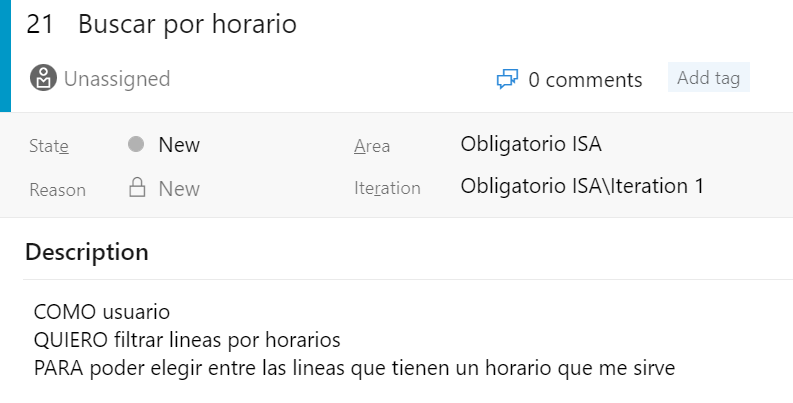 21 Buscar por horario
Unassigned
0 comments
Add tag
State New
Area Obligatorio ISA
Reason New
Iteration Obligatorio ISA\Iteration 1
Description
COMO usuario
QUIERO filtrar lineas por horarios
PARA poder elegir entre las lineas que tienen un horario que me sirve